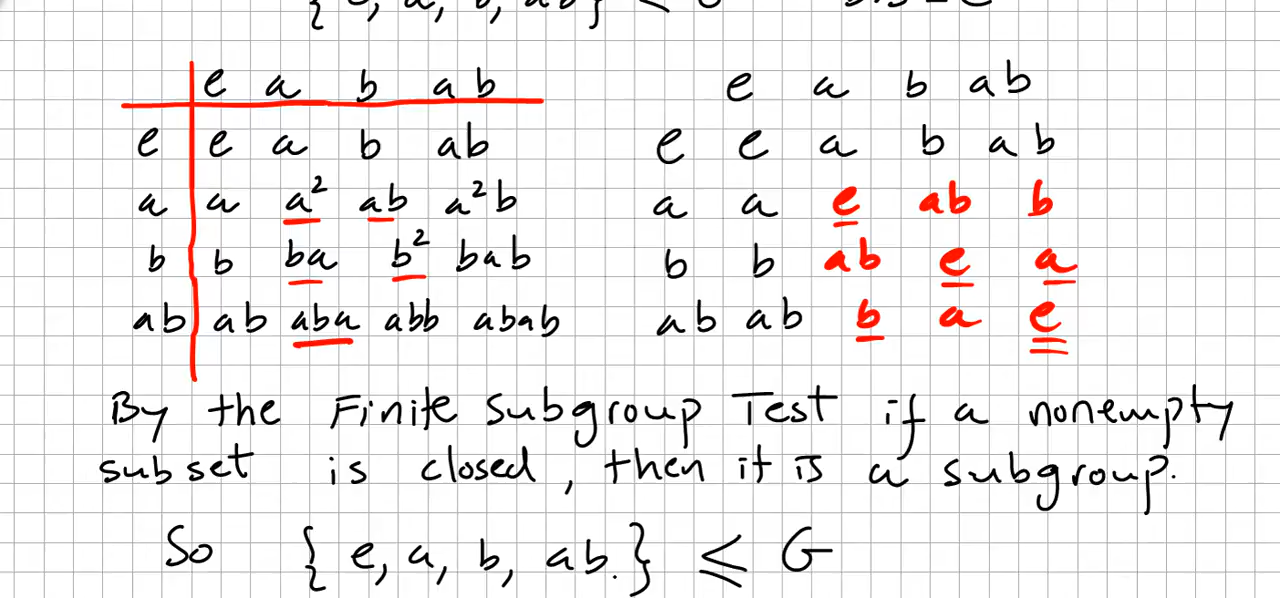 {e, a, b, ab} ≤ G
e a b ab
e e a b ab
a a a² ab a²b
b b ba b² bab
ab ab aba abb abab
e a b ab
e e a b ab
a a e ab b
b b ab e a
ab ab b a e
By the Finite Subgroup Test if a nonempty
subset is closed, then it is a subgroup.
So {e, a, b, ab.} ≤ G